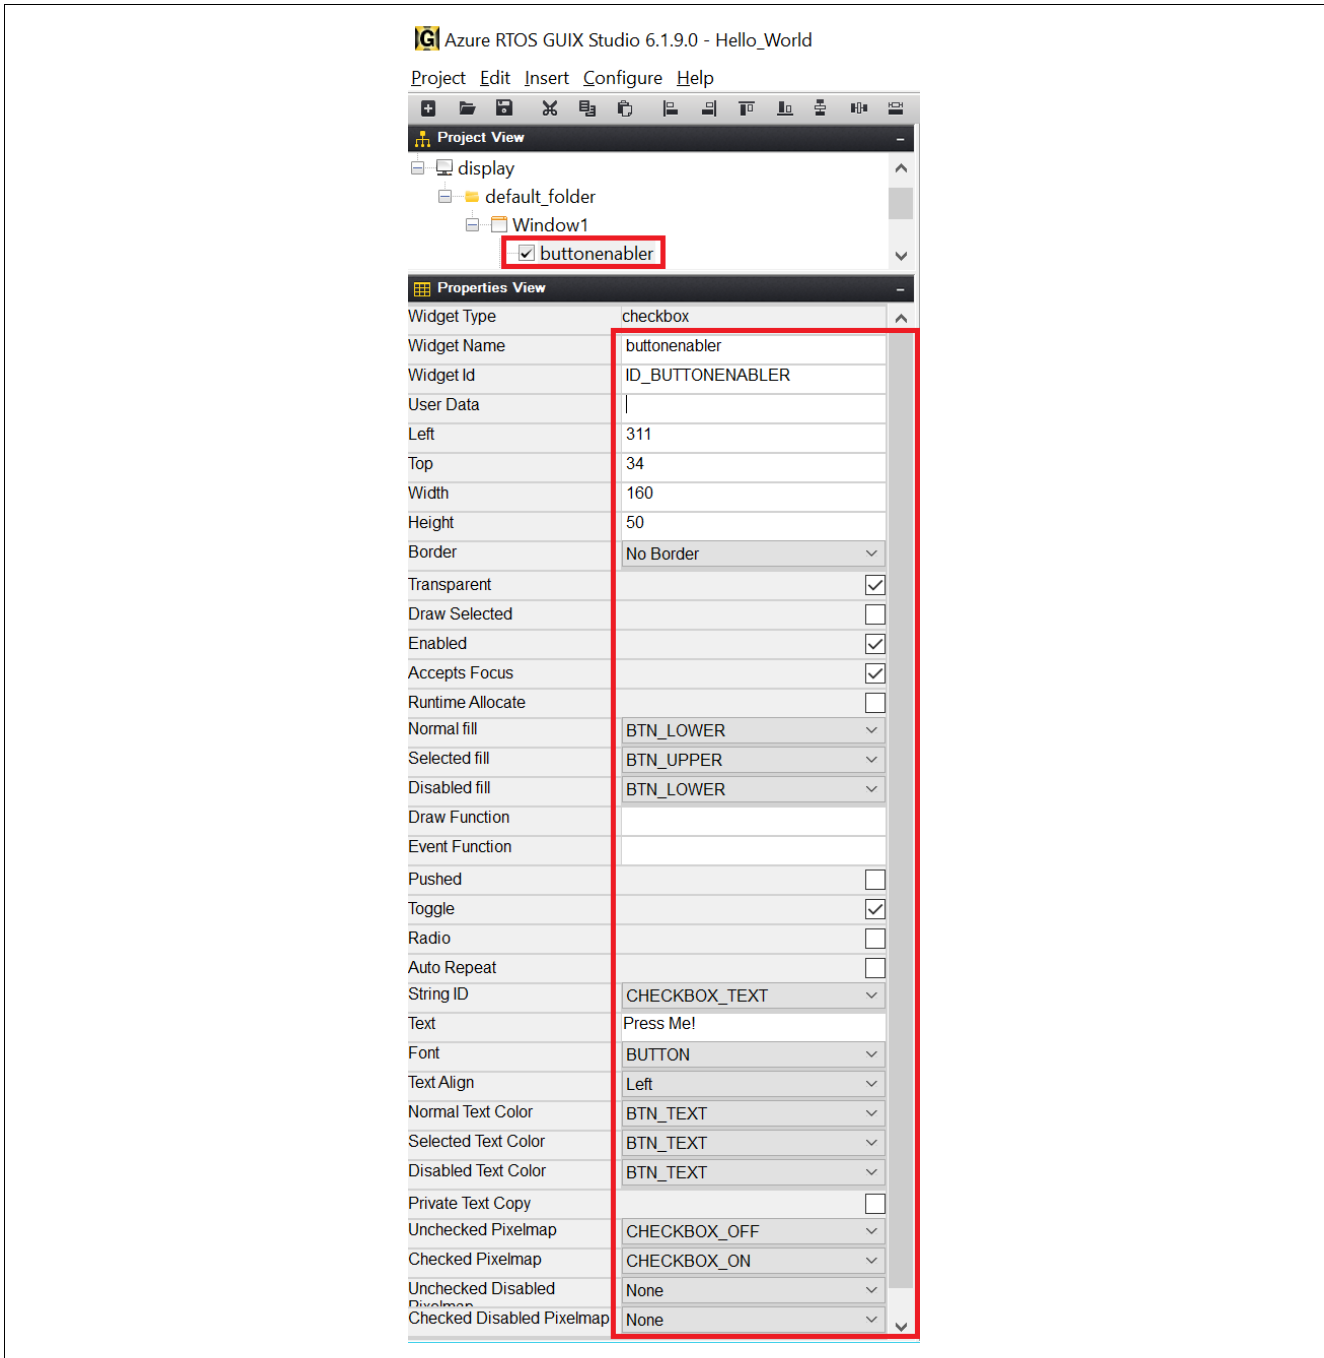 Azure RTOS GUIX Studio 6.1.9.0 - Hello_World
Project Edit Insert Configure Help
Project View
display
default_folder
Window1
buttonenabler
Properties View
Widget Type checkbox
Widget Name buttonenabler
Widget Id ID_BUTTONENABLER
User Data
Left 311
Top 34
Width 160
Height 50
Border No Border
Transparent
Draw Selected
Enabled
Accepts Focus
Runtime Allocate
Normal fill BTN_LOWER
Selected fill BTN_UPPER
Disabled fill BTN_LOWER
Draw Function
Event Function
Pushed
Toggle
Radio
Auto Repeat
String ID CHECKBOX_TEXT
Text Press Me!
Font BUTTON
Text Align Left
Normal Text Color BTN_TEXT
Selected Text Color BTN_TEXT
Disabled Text Color BTN_TEXT
Private Text Copy
Unchecked Pixelmap CHECKBOX_OFF
Checked Pixelmap CHECKBOX_ON
Unchecked Disabled None
Pixelmap
Checked Disabled Pixelmap None